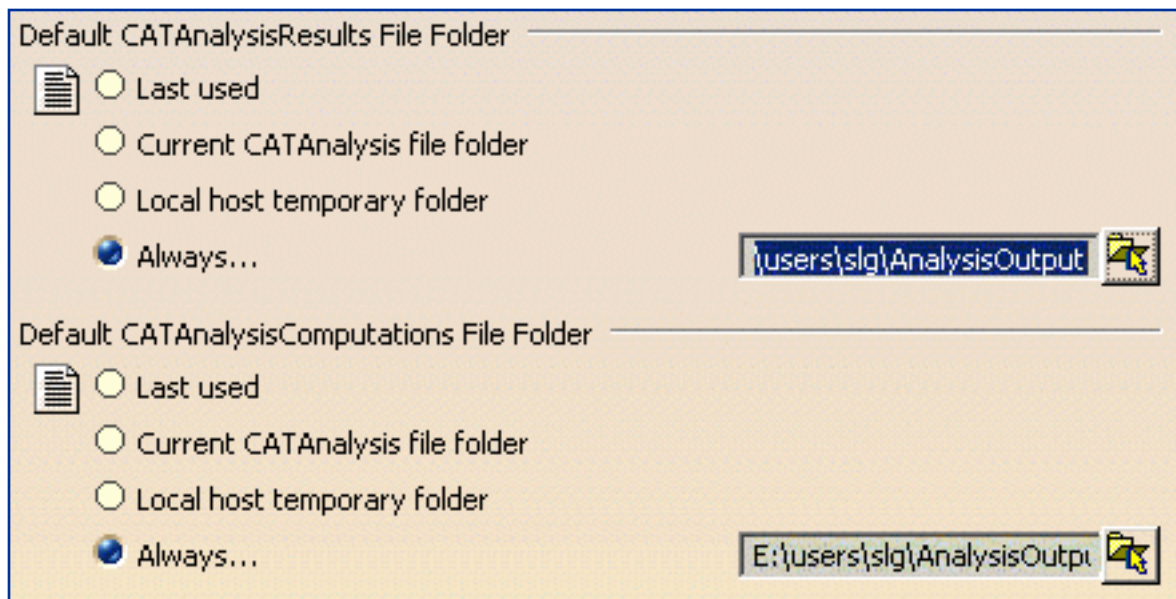 Default CATAnalysisResults File Folder
Last used
Current CATAnalysis file folder
Local host temporary folder
Always... \users\slg\AnalysisOutput
Default CATAnalysisComputations File Folder
Last used
Current CATAnalysis file folder
Local host temporary folder
Always... E:\users\slg\AnalysisOutpu